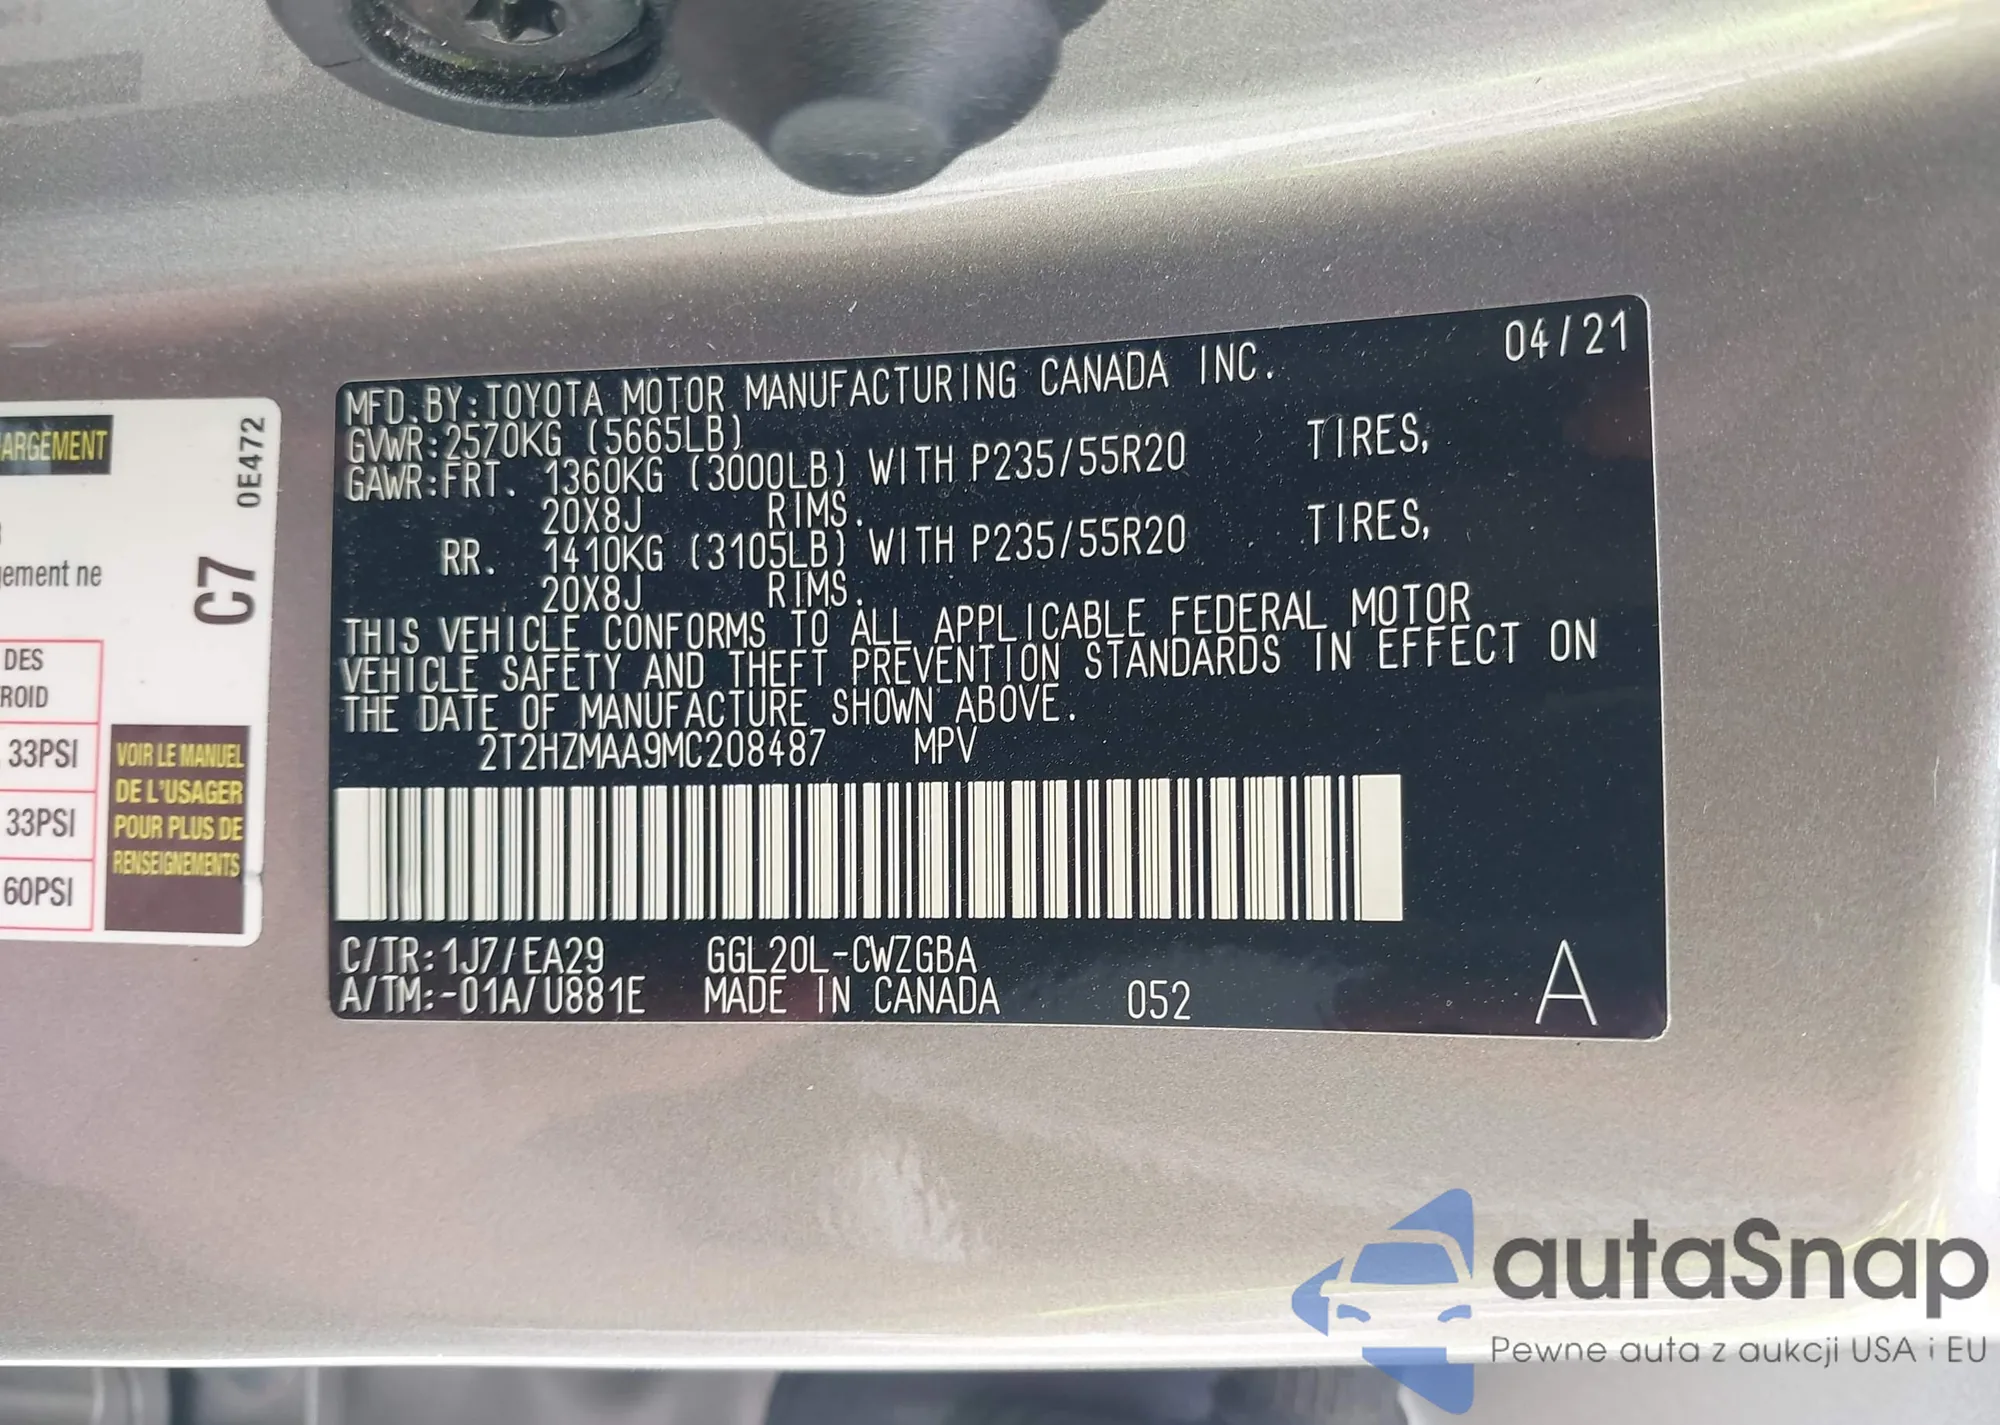 04/21
MFD.BY:TOYOTA MOTOR MANUFACTURING CANADA INC.
GVWR:2570KG (5665LB)
GAWR:FRT. 1360KG (3000LB) WITH P235/55R20 TIRES,
20X8J RIMS.
RR. 1410KG (3105LB) WITH P235/55R20 TIRES,
20X8J RIMS.
THIS VEHICLE CONFORMS TO ALL APPLICABLE FEDERAL MOTOR
VEHICLE SAFETY AND THEFT PREVENTION STANDARDS IN EFFECT ON
THE DATE OF MANUFACTURE SHOWN ABOVE.
2T2HZMAA9MC208487 MPV
C/TR:1J7/EA29 GGL20L-CWZGBA
A/TM:-01A/U881E MADE IN CANADA 052 A
ARGEMENT
0E472
gement ne
C7
DES
ROID
33PSI
33PSI
60PSI
VOIR LE MANUEL
DE L'USAGER
POUR PLUS DE
RENSEIGNEMENTS
autaSnap
Pewne auta z aukcji USA i EU